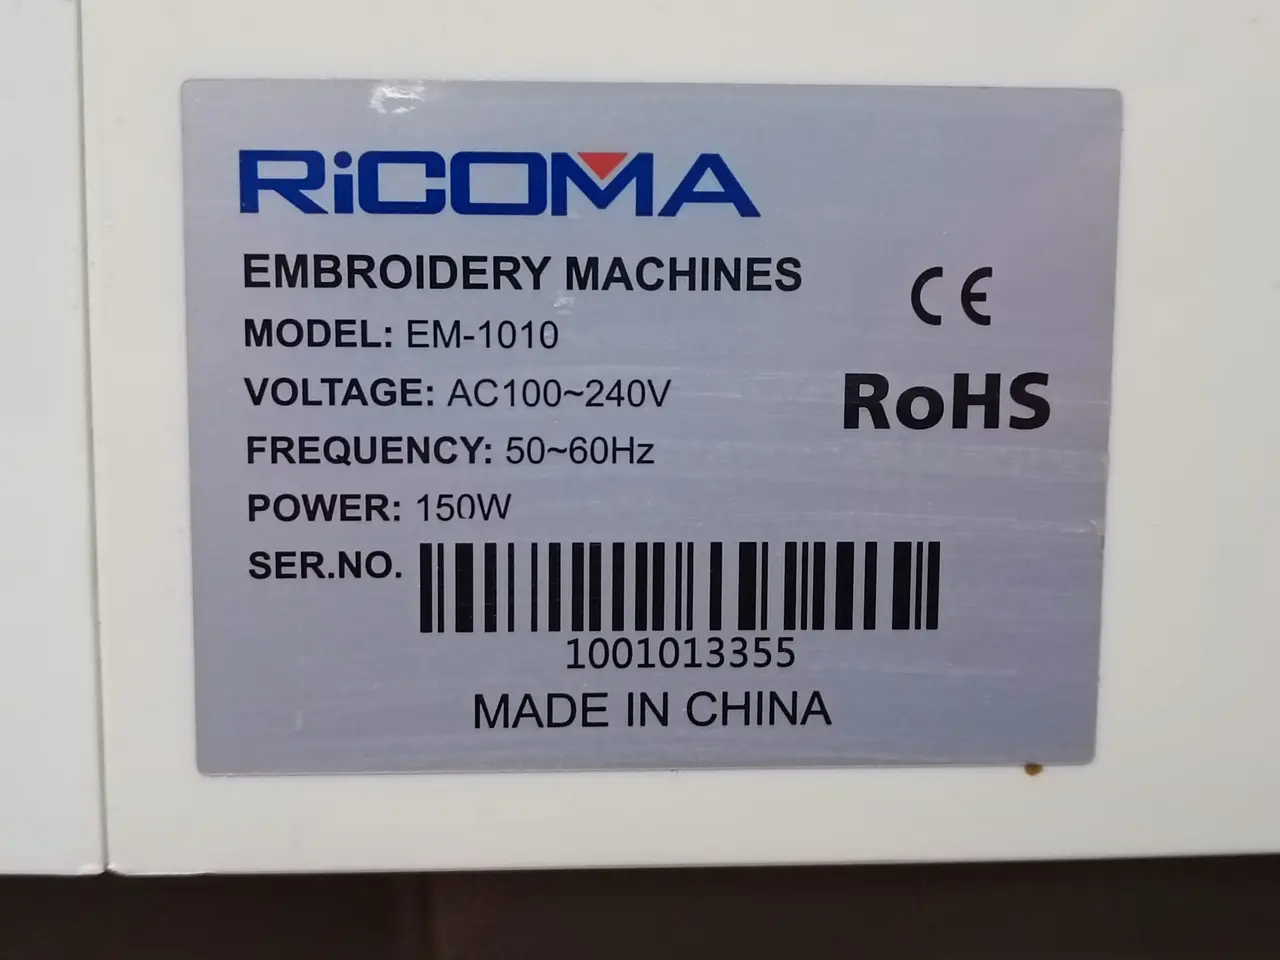 RiCOMA
EMBROIDERY MACHINES
MODEL: EM-1010
VOLTAGE: AC100~240V
FREQUENCY: 50~60Hz
POWER: 150W
SER.NO.
1001013355
MADE IN CHINA
CE
RoHS